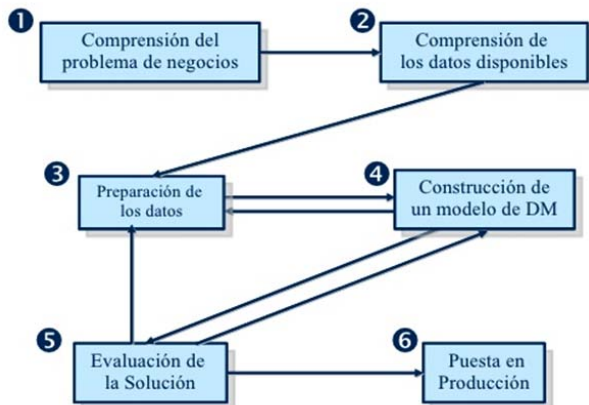 1
Comprensión del
problema de negocios
2
Comprensión de
los datos disponibles
3
Preparación de
los datos
4
Construcción de
un modelo de DM
5
Evaluación de
la Solución
6
Puesta en
Producción